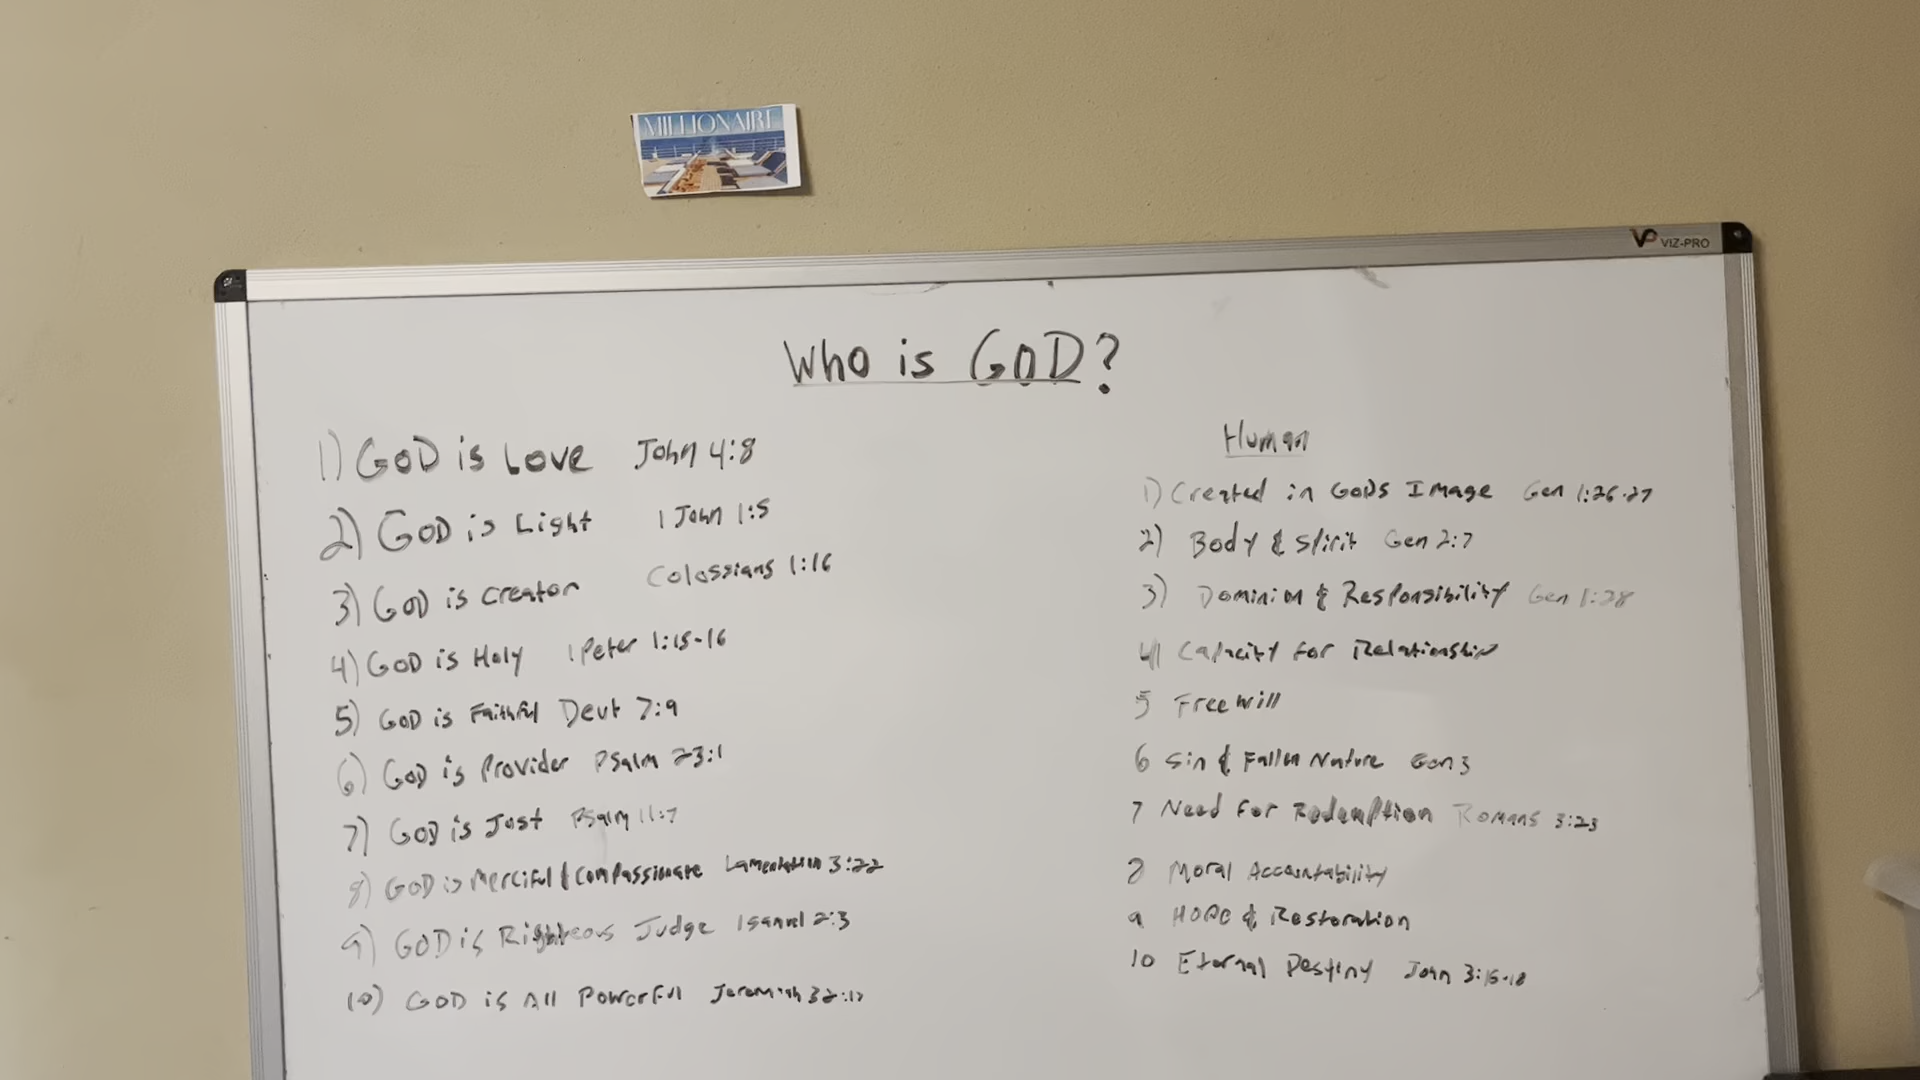 MILLIONAIRE
VP VIZ-PRO
Who is GOD?
1) GOD is Love John 4:8
2) GOD is Light 1 John 1:5
3) GOD is creator Colossians 1:16
4) GOD is Holy 1 Peter 1:15-16
5) GOD is Faithful Deut 7:9
6) GOD is Provider Psalm 23:1
7) GOD is Just Psalm 11:7
8) GOD is Merciful & Compassionate Lamentation 3:22
9) GOD is Righteous Judge 1 Samuel 2:3
10) GOD is All Powerful Jeremiah 32:17
Human
1) Created in GODS Image Gen 1:26-27
2) Body & Spirit Gen 2:7
3) Dominion & Responsibility Gen 1:28
4) Capacity for Relationship
5 Free will
6 Sin & Fallen Nature Gen 3
7 Need For Redemption Romans 3:23
8 Moral Accountability
9 HOPE & Restoration
10 Eternal Destiny John 3:16-18